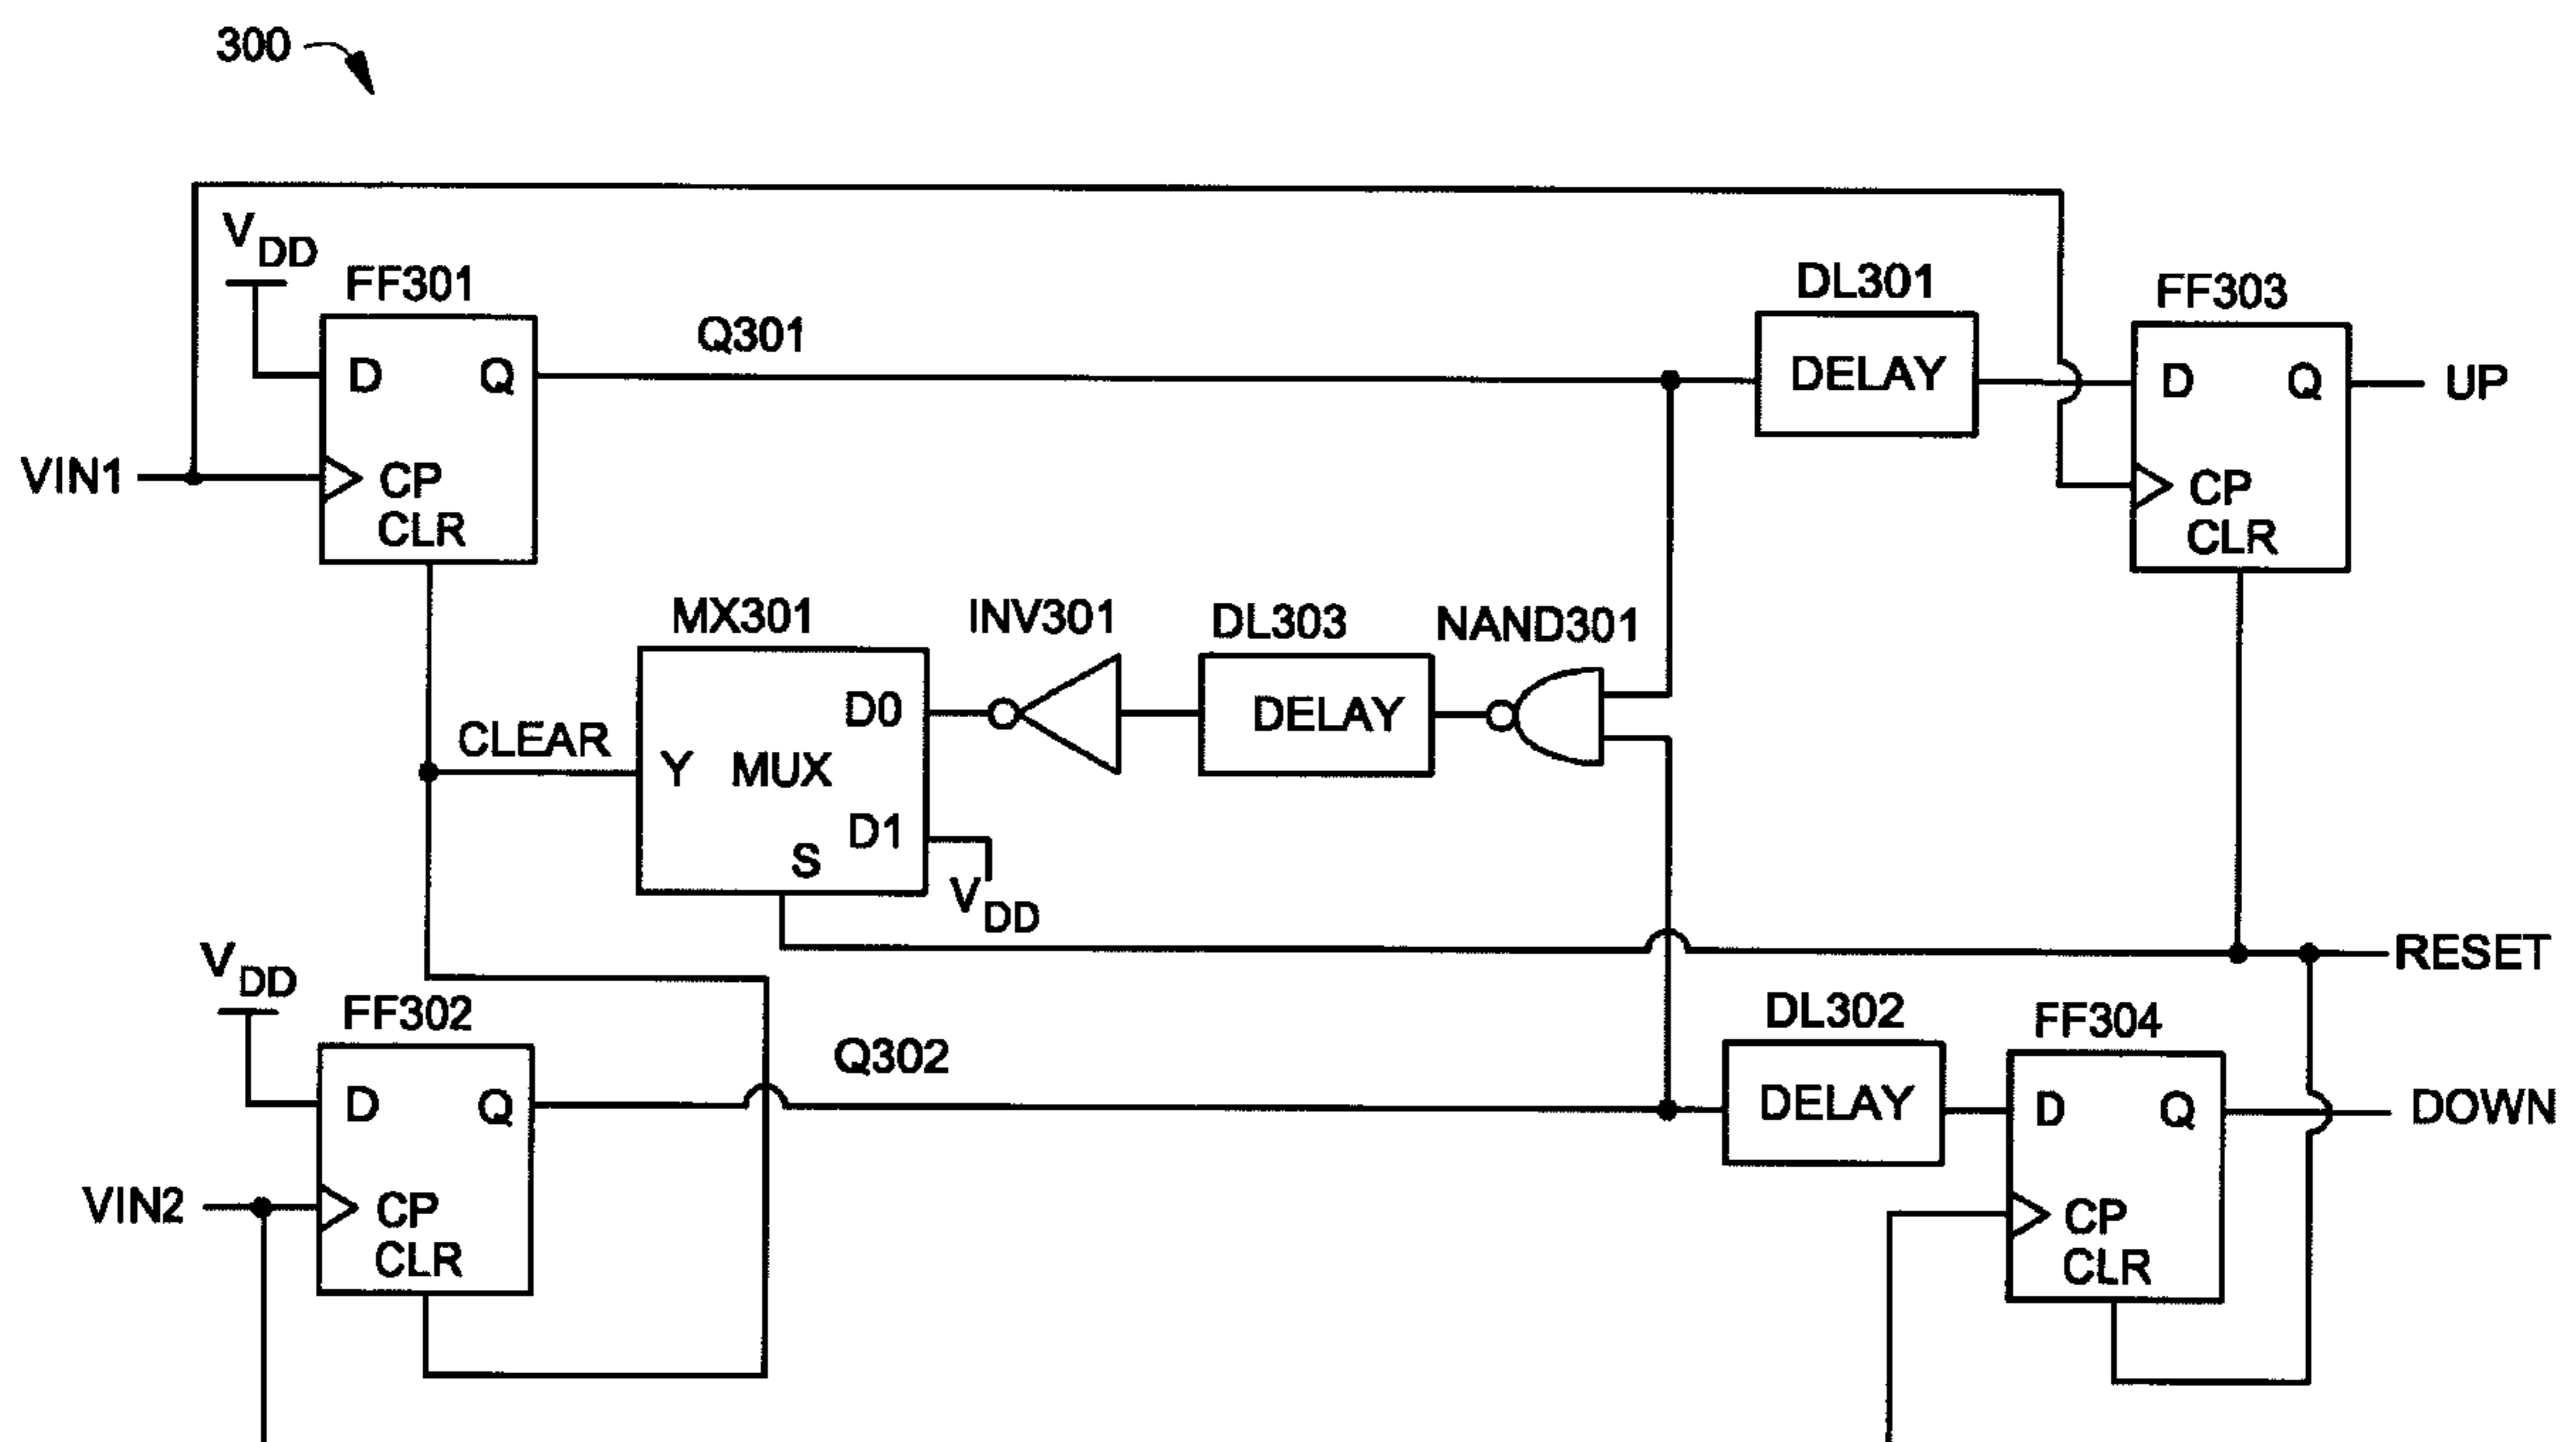 300
VDD
FF301
D Q
CP
CLR
VIN1
Q301
DL301
DELAY
FF303
D Q
CP
CLR
UP
MX301
Y MUX
D0
D1
S
VDD
CLEAR
INV301
DL303
DELAY
NAND301
RESET
VDD
FF302
D Q
CP
CLR
VIN2
Q302
DL302
DELAY
FF304
D Q
CP
CLR
DOWN